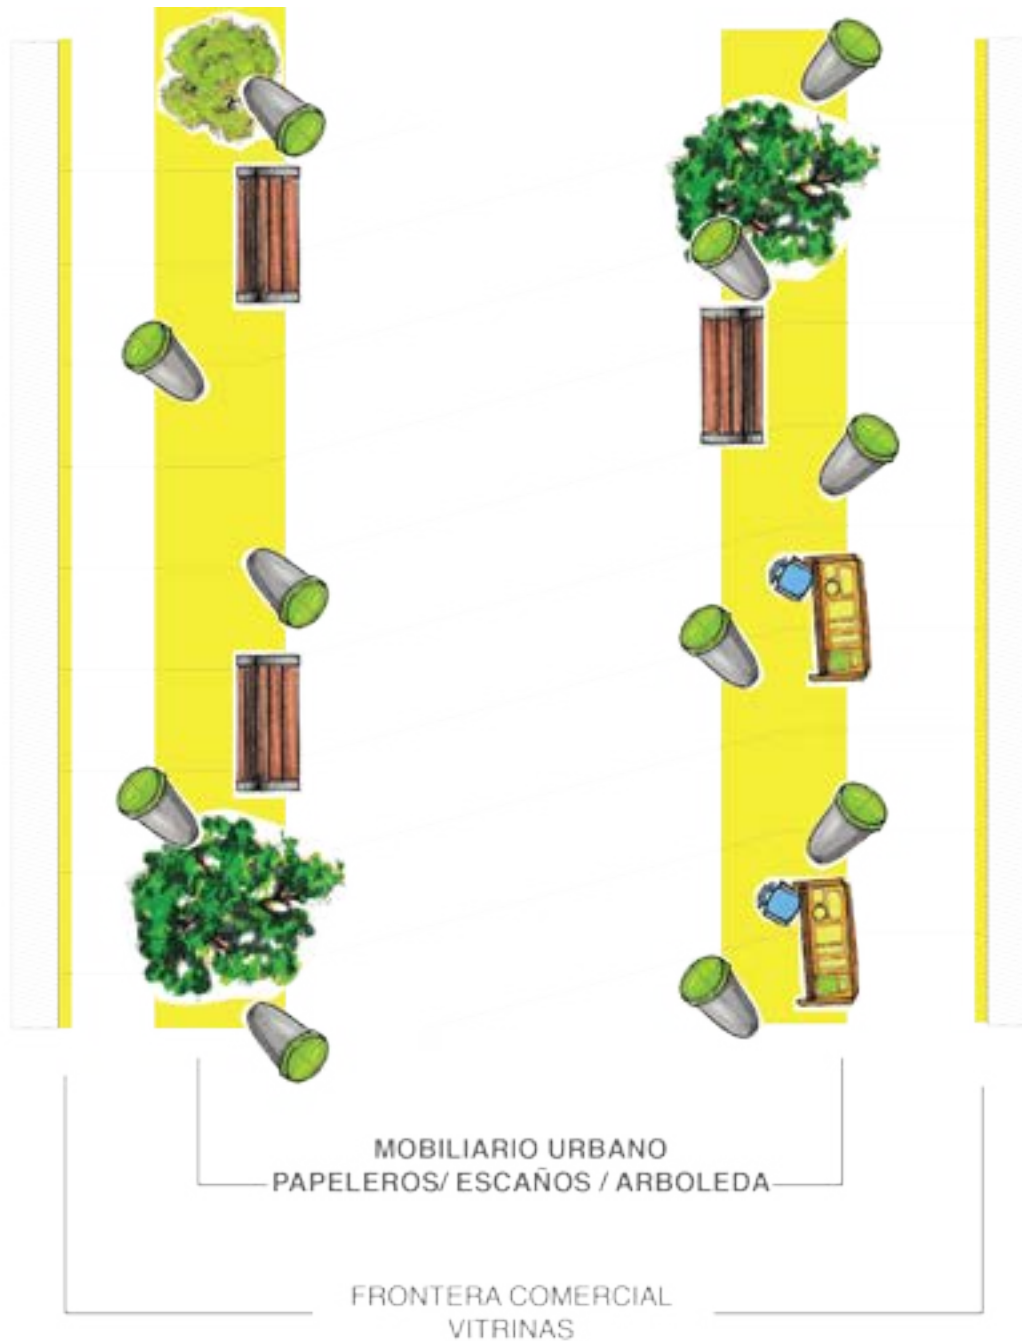 MOBILIARIO URBANO
PAPELEROS/ ESCAÑOS / ARBOLEDA
FRONTERA COMERCIAL
VITRINAS